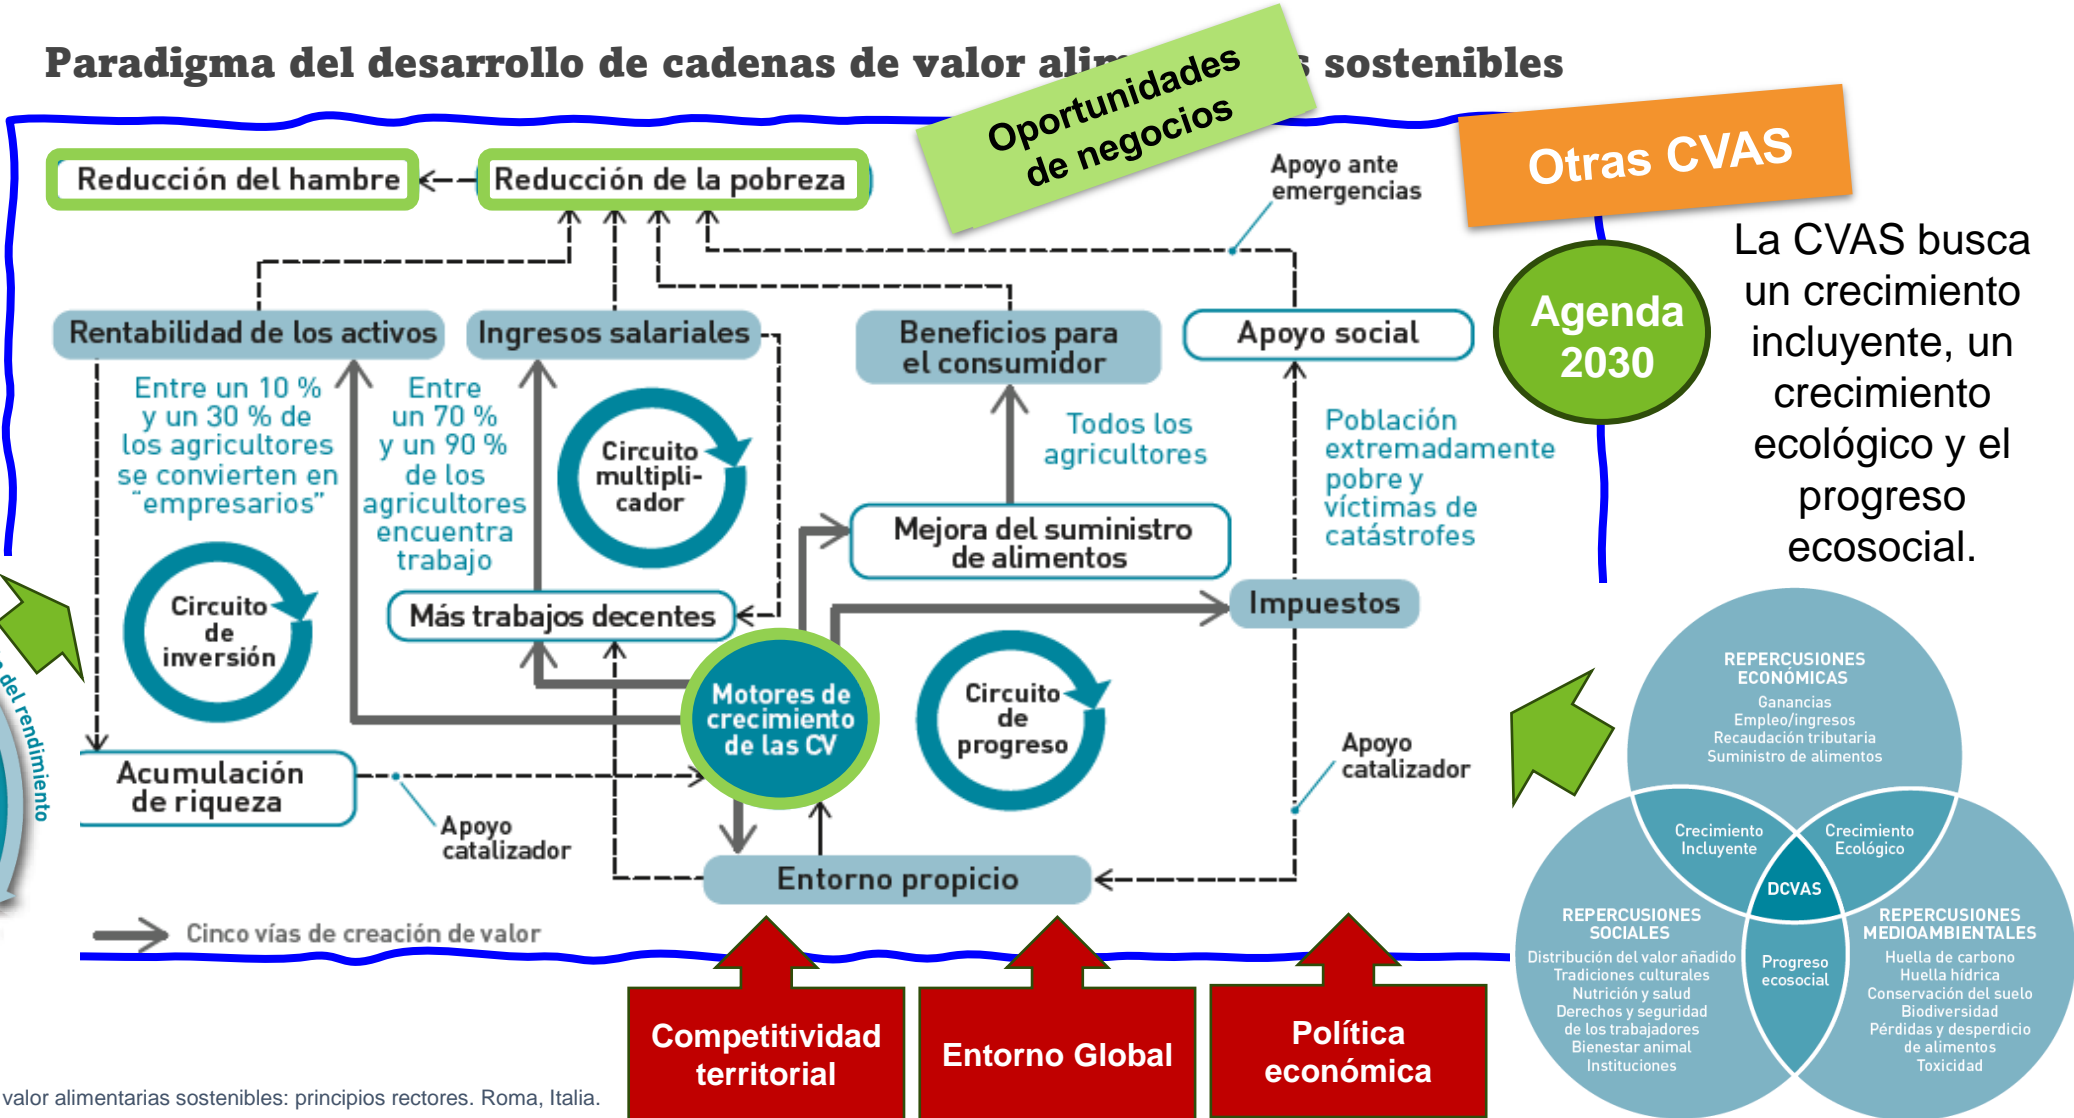 Paradigma del desarrollo de cadenas de valor
sostenibles
Oportunidades
de negocios
Otras CVAS
Reducción del hambre
Reducción de la pobreza
Apoyo ante
emergencias
Agenda
2030
La CVAS busca
un crecimiento
incluyente, un
crecimiento
ecológico y el
progreso
ecosocial.
Rentabilidad de los activos
Ingresos salariales
Beneficios para
el consumidor
Apoyo social
Entre un 10 %
y un 30 % de
los agricultores
se convierten en
“empresarios”
Entre
un 70 %
y un 90 %
de los
agricultores
encuentra
trabajo
Circuito
multipli-
cador
Todos los
agricultores
Población
extremadamente
pobre y
víctimas de
catástrofes
Mejora del suministro
de alimentos
Circuito
de
inversión
Más trabajos decentes
Impuestos
Motores de
crecimiento
de las CV
Circuito
de
progreso
del rendimiento
Acumulación
de riqueza
Apoyo
catalizador
Apoyo
catalizador
Entorno propicio
Cinco vías de creación de valor
REPERCUSIONES
ECONÓMICAS
Ganancias
Empleo/ingresos
Recaudación tributaria
Suministro de alimentos
Crecimiento
Incluyente
Crecimiento
Ecológico
DCVAS
REPERCUSIONES
SOCIALES
Distribución del valor añadido
Tradiciones culturales
Nutrición y salud
Derechos y seguridad
de los trabajadores
Bienestar animal
Instituciones
Progreso
ecosocial
REPERCUSIONES
MEDIOAMBIENTALES
Huella de carbono
Huella hídrica
Conservación del suelo
Biodiversidad
Pérdidas y desperdicio
de alimentos
Toxicidad
Competitividad
territorial
Entorno Global
Política
económica
valor alimentarias sostenibles: principios rectores. Roma, Italia.